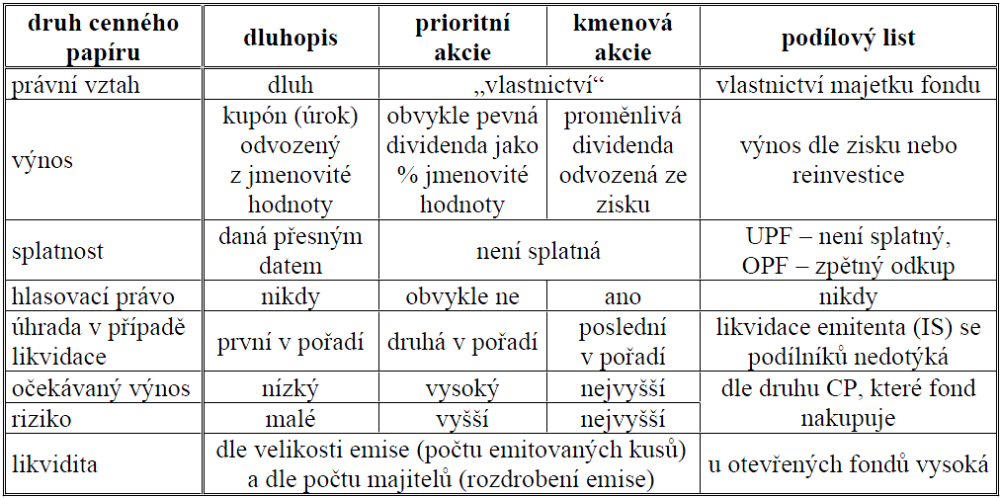 druh cenného
papíru
dluhopis
prioritní
akcie
kmenová
akcie
podílový list
právní vztah
dluh
„vlastnictví“
vlastnictví majetku fondu
výnos
kupón (úrok)
odvozený
z jmenovité
hodnoty
obvykle pevná
dividenda jako
% jmenovité
hodnoty
proměnlivá
dividenda
odvozená ze
zisku
výnos dle zisku nebo
reinvestice
splatnost
daná přesným
datem
není splatná
UPF – není splatný,
OPF – zpětný odkup
hlasovací právo
nikdy
obvykle ne
ano
nikdy
úhrada v případě
likvidace
první v pořadí
druhá v pořadí
poslední
v pořadí
likvidace emitenta (IS) se
podílníků nedotýká
očekávaný výnos
nízký
vysoký
nejvyšší
dle druhu CP, které fond
nakupuje
riziko
malé
vyšší
nejvyšší
likvidita
dle velikosti emise (počtu emitovaných kusů)
a dle počtu majitelů (rozdrobení emise)
u otevřených fondů vysoká